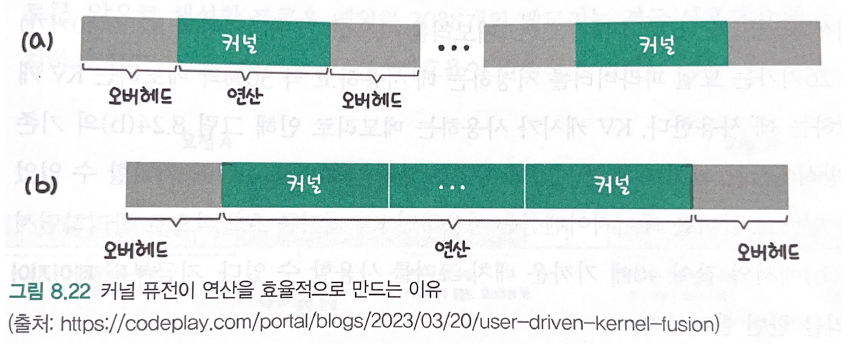 (a) 커널 ... 커널
오버헤드 연산 오버헤드
(b) 커널 ... 커널
오버헤드 연산 오버헤드
그림 8.22 커널 퓨전이 연산을 효율적으로 만드는 이유
(출처: https://codeplay.com/portal/blogs/2023/03/20/user-driven-kernel-fusion)